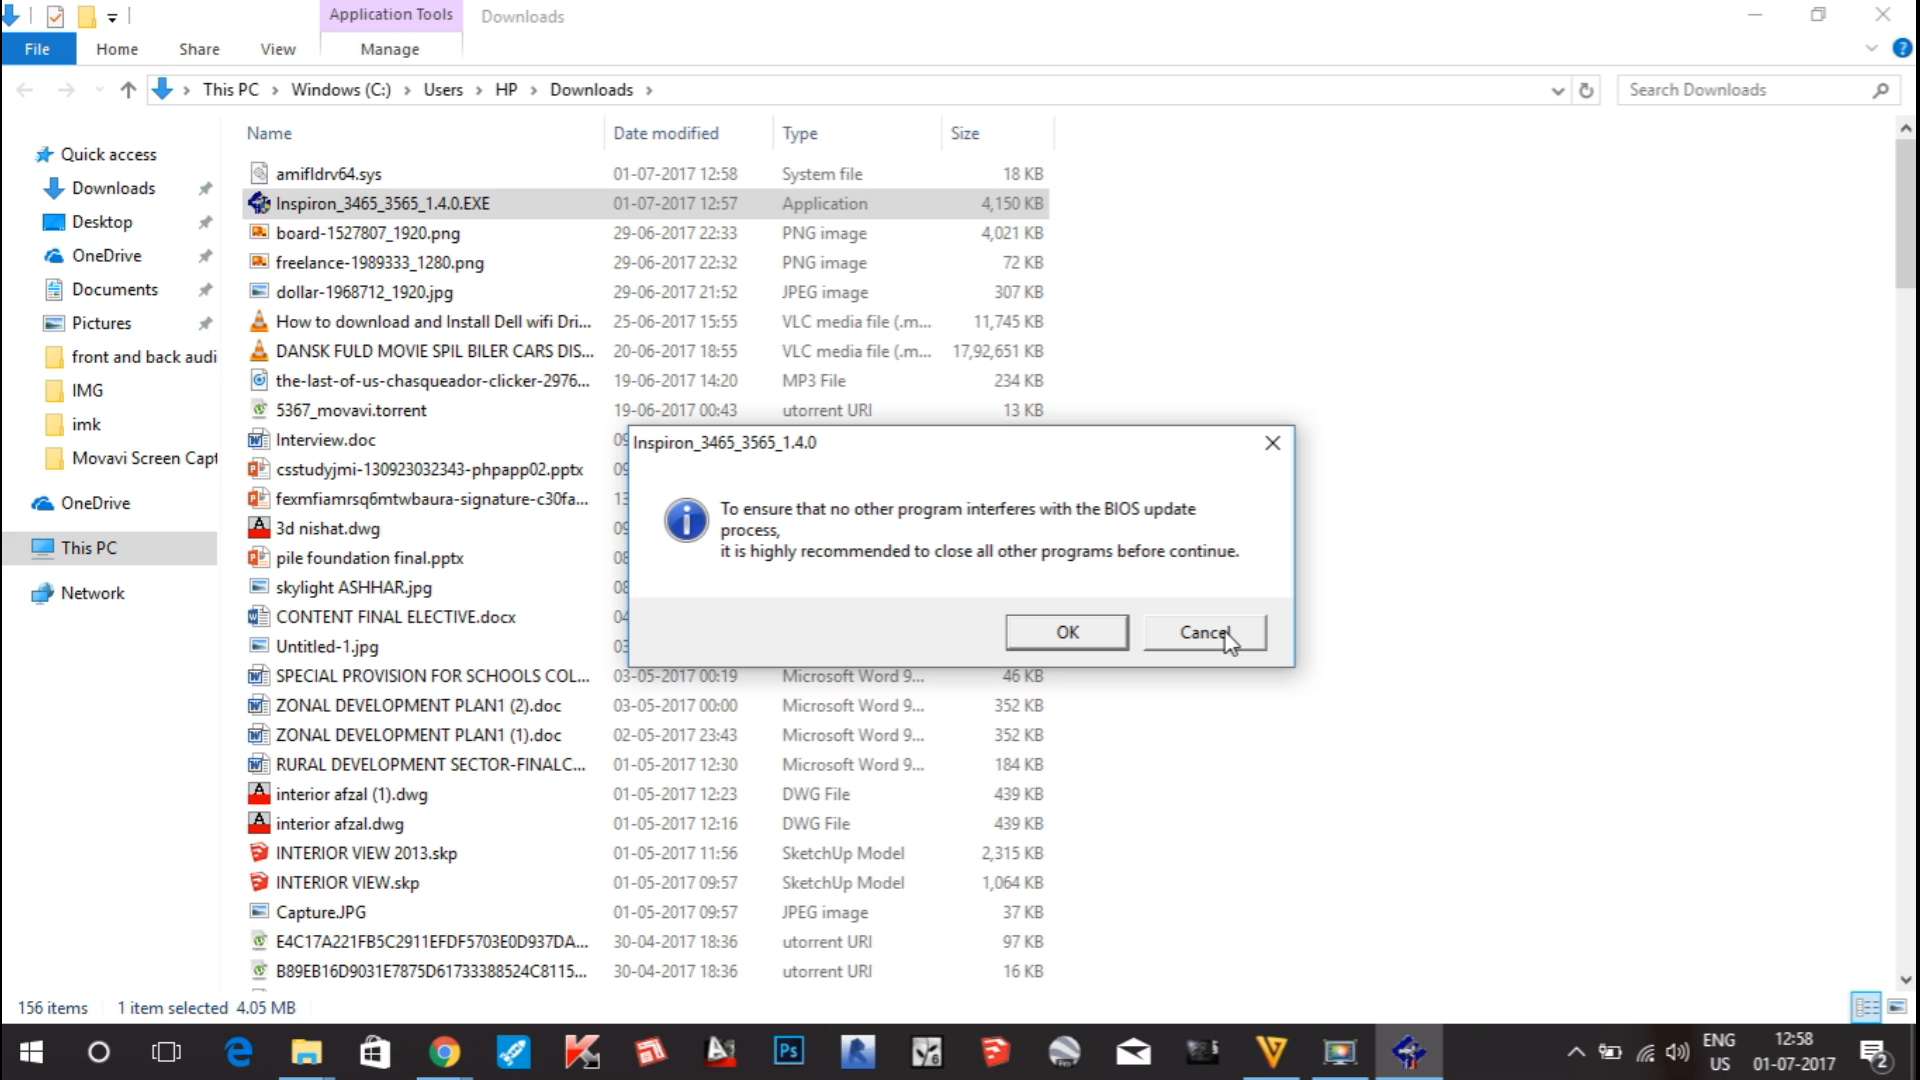 Application Tools
Downloads
File
Home
Share
View
Manage
This PC
Windows (C:)
Users
HP
Downloads
Search Downloads
Name
Date modified
Type
Size
Quick access
Downloads
Desktop
OneDrive
Documents
Pictures
front and back audi
IMG
imk
Movavi Screen Capt
OneDrive
This PC
Network
amifldrv64.sys 01-07-2017 12:58 System file 18 KB
Inspiron_3465_3565_1.4.0.EXE 01-07-2017 12:57 Application 4,150 KB
board-1527807_1920.png 29-06-2017 22:33 PNG image 4,021 KB
freelance-1989333_1280.png 29-06-2017 22:32 PNG image 72 KB
dollar-1968712_1920.jpg 29-06-2017 21:52 JPEG image 307 KB
How to download and Install Dell wifi Dri... 25-06-2017 15:55 VLC media file (.m... 11,745 KB
DANSK FULD MOVIE SPIL BILER CARS DIS... 20-06-2017 18:55 VLC media file (.m... 17,92,651 KB
the-last-of-us-chasqueador-clicker-2976... 19-06-2017 14:20 MP3 File 234 KB
5367_movavi.torrent 19-06-2017 00:43 utorrent URI 13 KB
Interview.doc
csstudyjmi-130923032343-phpapp02.pptx
fexmfiamrsq6mtwbaura-signature-c30fa...
3d nishat.dwg
pile foundation final.pptx
skylight ASHHAR.jpg
CONTENT FINAL ELECTIVE.docx
Untitled-1.jpg
SPECIAL PROVISION FOR SCHOOLS COL... 03-05-2017 00:19 Microsoft Word 9... 46 KB
ZONAL DEVELOPMENT PLAN1 (2).doc 03-05-2017 00:00 Microsoft Word 9... 352 KB
ZONAL DEVELOPMENT PLAN1 (1).doc 02-05-2017 23:43 Microsoft Word 9... 352 KB
RURAL DEVELOPMENT SECTOR-FINALC... 01-05-2017 12:30 Microsoft Word 9... 184 KB
interior afzal (1).dwg 01-05-2017 12:23 DWG File 439 KB
interior afzal.dwg 01-05-2017 12:16 DWG File 439 KB
INTERIOR VIEW 2013.skp 01-05-2017 11:56 SketchUp Model 2,315 KB
INTERIOR VIEW.skp 01-05-2017 09:57 SketchUp Model 1,064 KB
Capture.JPG 01-05-2017 09:57 JPEG image 37 KB
E4C17A221FB5C2911EFDF5703E0D937DA... 30-04-2017 18:36 utorrent URI 97 KB
B89EB16D9031E7875D61733388524C8115... 30-04-2017 18:36 utorrent URI 16 KB
Inspiron_3465_3565_1.4.0
To ensure that no other program interferes with the BIOS update
process,
it is highly recommended to close all other programs before continue.
OK
Cancel
156 items
1 item selected 4.05 MB
Ps
ENG
US
12:58
01-07-2017
2